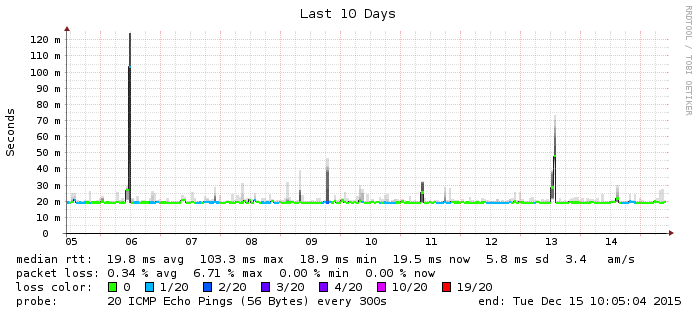 Last 10 Days
RRDTOOL / TOBI OETIKER
Seconds
120 m
110 m
100 m
90 m
80 m
70 m
60 m
50 m
40 m
30 m
20 m
10 m
0
05 06 07 08 09 10 11 12 13 14
median rtt: 19.8 ms avg 103.3 ms max 18.9 ms min 19.5 ms now 5.8 ms sd 3.4 am/s
packet loss: 0.34 % avg 6.71 % max 0.00 % min 0.00 % now
loss color: 0 1/20 2/20 3/20 4/20 10/20 19/20
probe: 20 ICMP Echo Pings (56 Bytes) every 300s end: Tue Dec 15 10:05:04 2015